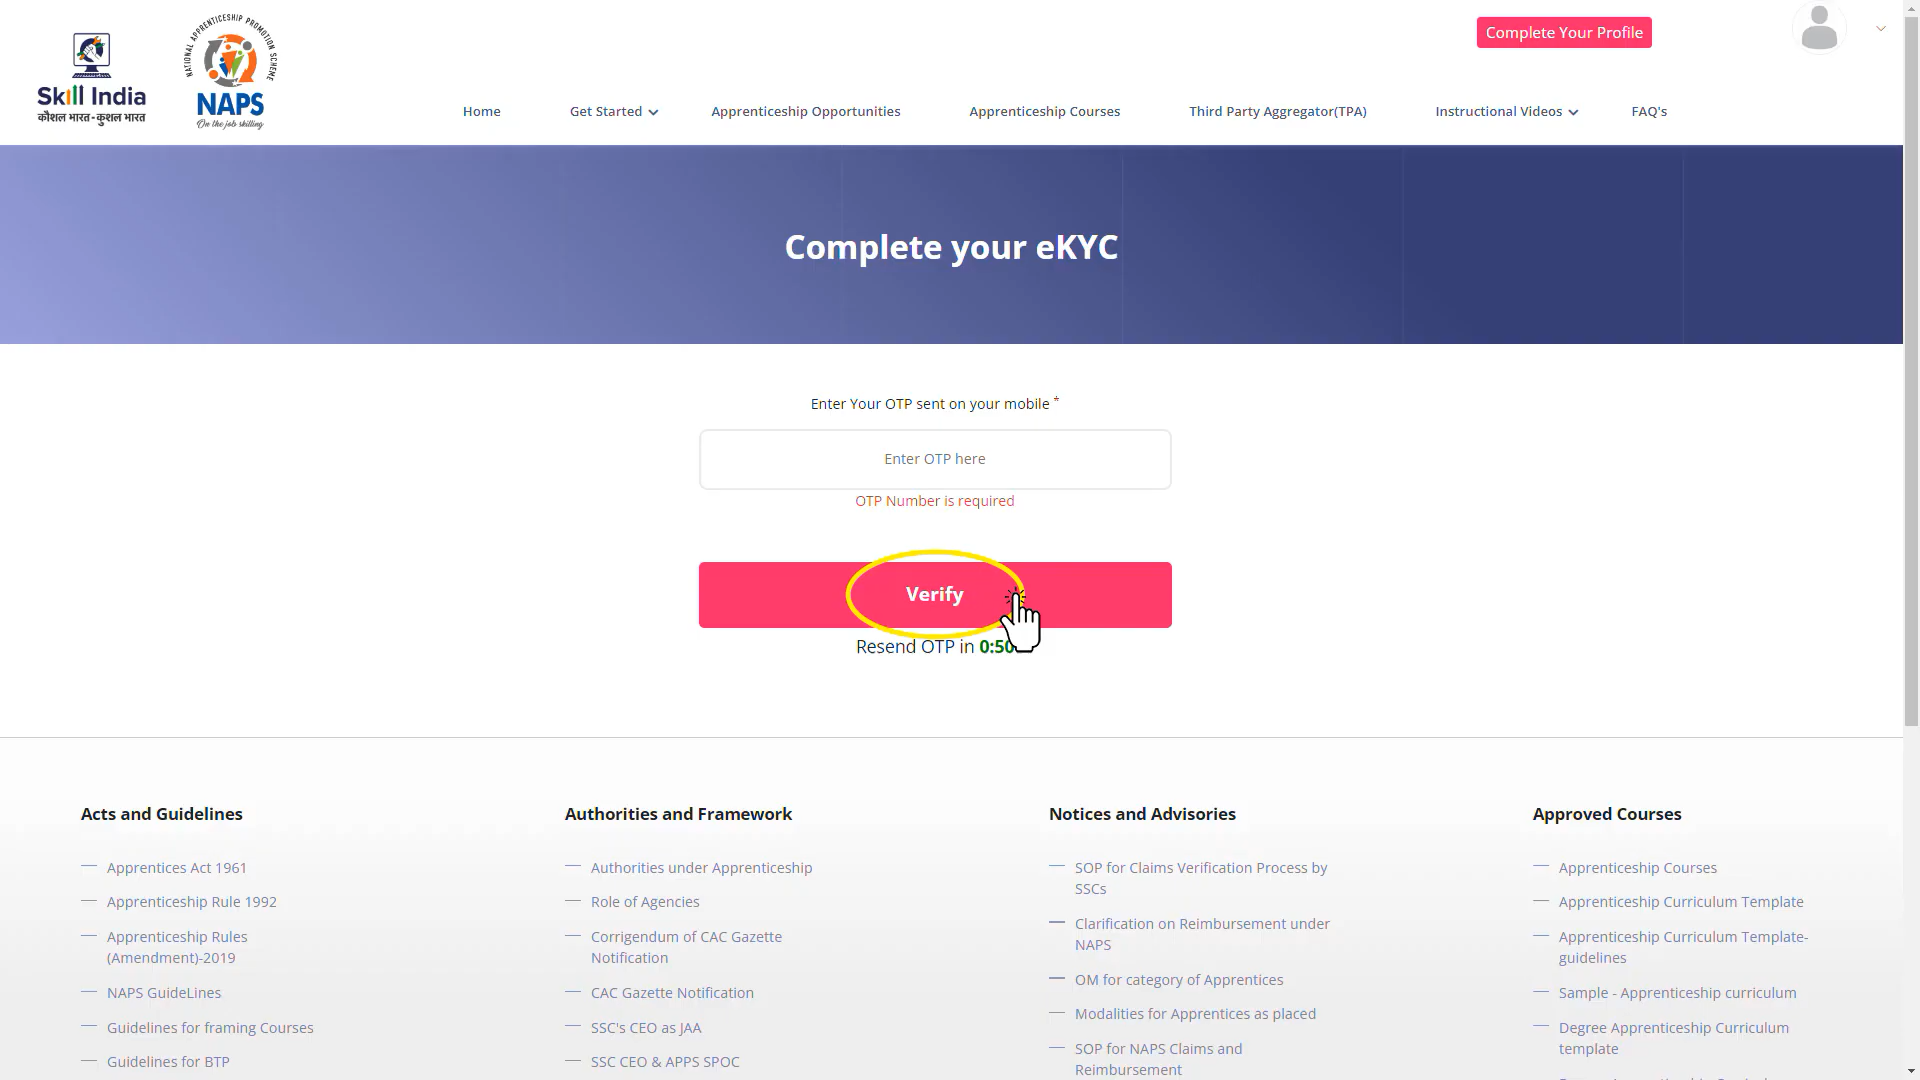 Skill India
कौशल भारत - कुशल भारत
NATIONAL APPRENTICESHIP PROMOTION SCHEME
NAPS
On the job skilling
Complete Your Profile
Home
Get Started
Apprenticeship Opportunities
Apprenticeship Courses
Third Party Aggregator(TPA)
Instructional Videos
FAQ's
Complete your eKYC
Enter Your OTP sent on your mobile *
Enter OTP here
OTP Number is required
Verify
Resend OTP in 0:50
Acts and Guidelines
Apprentices Act 1961
Apprenticeship Rule 1992
Apprenticeship Rules
(Amendment)-2019
NAPS GuideLines
Guidelines for framing Courses
Guidelines for BTP
Authorities and Framework
Authorities under Apprenticeship
Role of Agencies
Corrigendum of CAC Gazette
Notification
CAC Gazette Notification
SSC's CEO as JAA
SSC CEO & APPS SPOC
Notices and Advisories
SOP for Claims Verification Process by
SSCs
Clarification on Reimbursement under
NAPS
OM for category of Apprentices
Modalities for Apprentices as placed
SOP for NAPS Claims and
Reimbursement
Approved Courses
Apprenticeship Courses
Apprenticeship Curriculum Template
Apprenticeship Curriculum Template-
guidelines
Sample - Apprenticeship curriculum
Degree Apprenticeship Curriculum
template